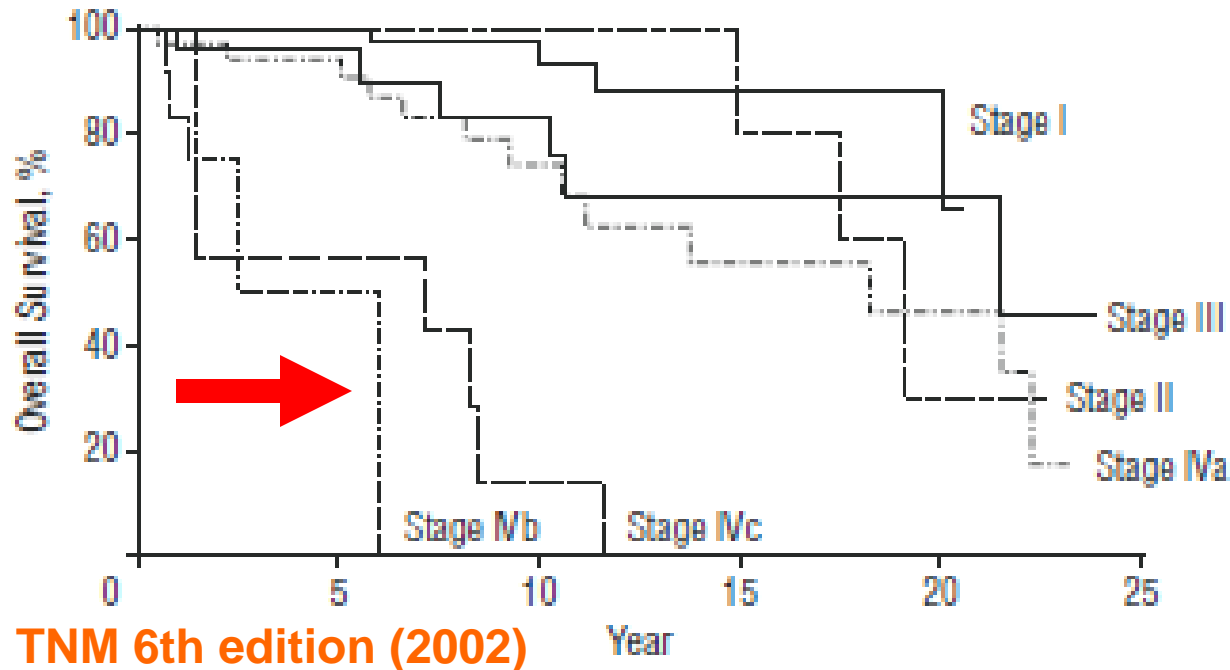 Overall Survival, %
100
80
60
40
20
0
5
10
15
20
25
Year
Stage I
Stage III
Stage II
Stage IVa
Stage IVb
Stage IVc
TNM 6th edition (2002)